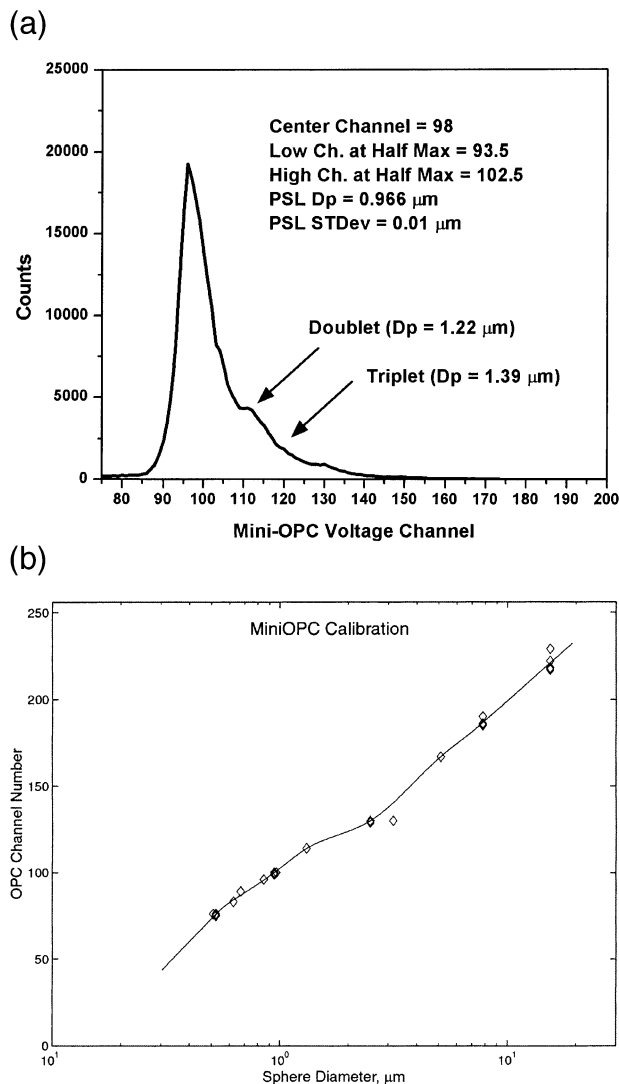 (a)
25000
20000
15000
10000
5000
0
Counts
Center Channel = 98
Low Ch. at Half Max = 93.5
High Ch. at Half Max = 102.5
PSL Dp = 0.966 µm
PSL STDev = 0.01 µm
Doublet (Dp = 1.22 µm)
Triplet (Dp = 1.39 µm)
80 90 100 110 120 130 140 150 160 170 180 190 200
Mini-OPC Voltage Channel
(b)
MiniOPC Calibration
250
200
150
100
50
0
OPC Channel Number
10¹ 10⁰ 10¹
Sphere Diameter, µm